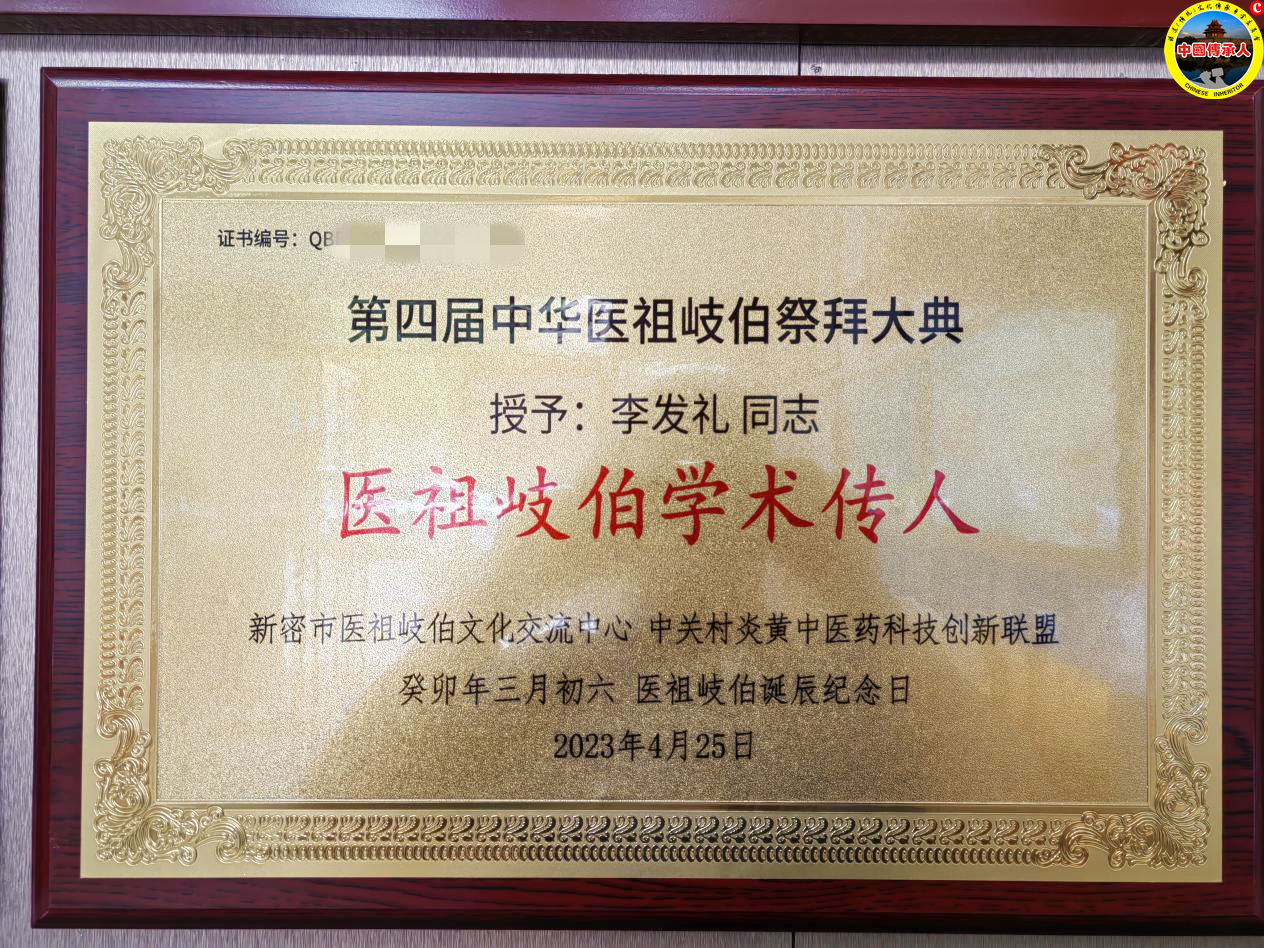 中國傳承人
CHINESE INHERITOR
证书编号：QB
第四届中华医祖岐伯祭拜大典
授予：李发礼 同志
医祖岐伯学术传人
新密市医祖岐伯文化交流中心 中关村炎黄中医药科技创新联盟
癸卯年三月初六 医祖岐伯诞辰纪念日
2023年4月25日